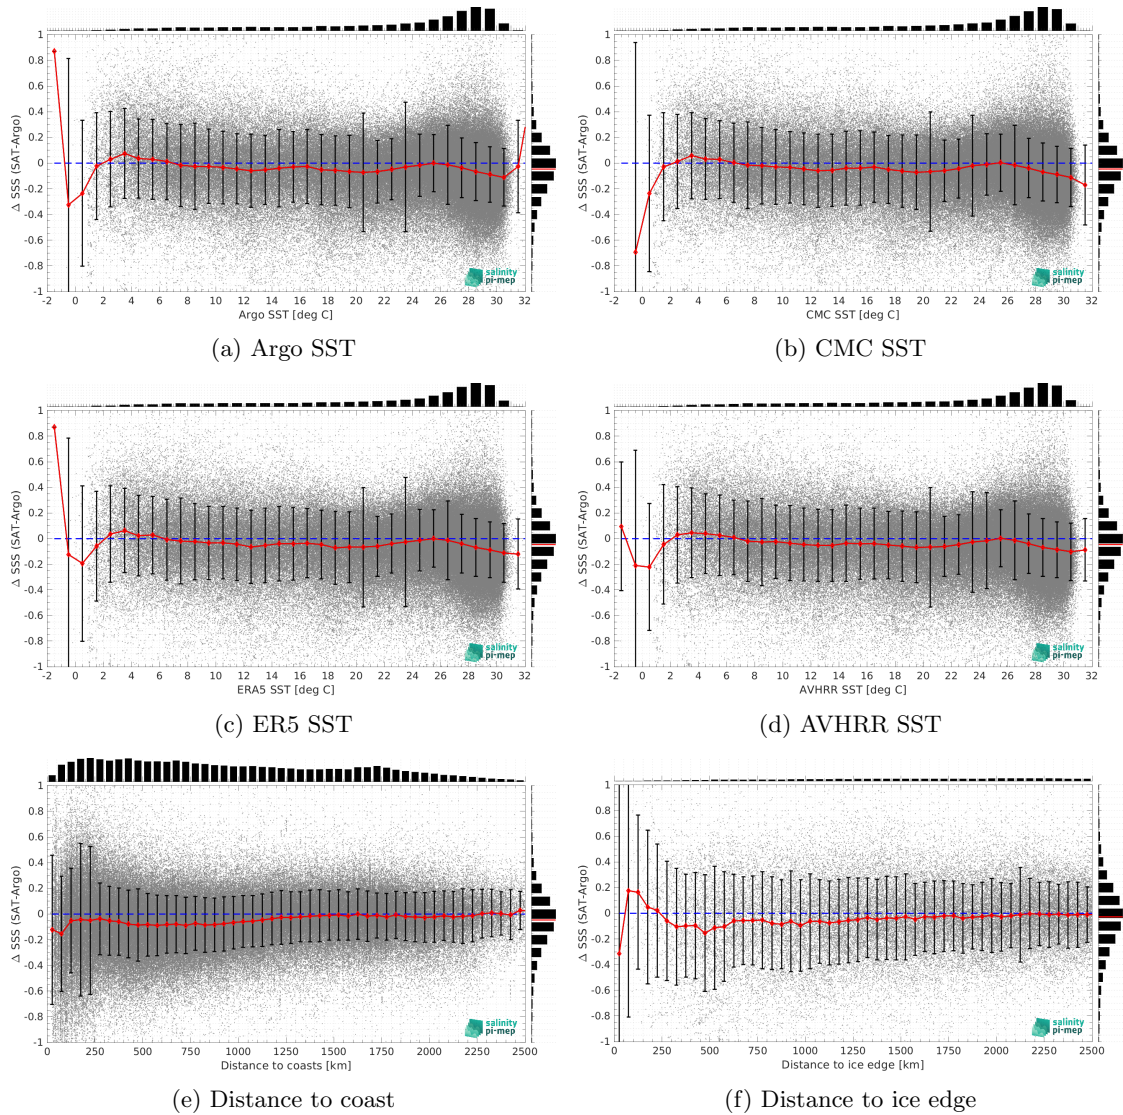 1
0.8
0.6
0.4
0.2
0
-0.2
-0.4
-0.6
-0.8
-1
Δ SSS (SAT-Argo)
-2 0 2 4 6 8 10 12 14 16 18 20 22 24 26 28 30 32
Argo SST [deg C]
salinity
pi-mep
(a) Argo SST
1
0.8
0.6
0.4
0.2
0
-0.2
-0.4
-0.6
-0.8
-1
Δ SSS (SAT-Argo)
-2 0 2 4 6 8 10 12 14 16 18 20 22 24 26 28 30 32
CMC SST [deg C]
salinity
pi-mep
(b) CMC SST
1
0.8
0.6
0.4
0.2
0
-0.2
-0.4
-0.6
-0.8
-1
Δ SSS (SAT-Argo)
-2 0 2 4 6 8 10 12 14 16 18 20 22 24 26 28 30 32
ERA5 SST [deg C]
salinity
pi-mep
(c) ER5 SST
1
0.8
0.6
0.4
0.2
0
-0.2
-0.4
-0.6
-0.8
-1
Δ SSS (SAT-Argo)
-2 0 2 4 6 8 10 12 14 16 18 20 22 24 26 28 30 32
AVHRR SST [deg C]
salinity
pi-mep
(d) AVHRR SST
1
0.8
0.6
0.4
0.2
0
-0.2
-0.4
-0.6
-0.8
-1
Δ SSS (SAT-Argo)
0 250 500 750 1000 1250 1500 1750 2000 2250 2500
Distance to coasts [km]
salinity
pi-mep
(e) Distance to coast
1
0.8
0.6
0.4
0.2
0
-0.2
-0.4
-0.6
-0.8
-1
Δ SSS (SAT-Argo)
0 250 500 750 1000 1250 1500 1750 2000 2250 2500
Distance to ice edge [km]
salinity
pi-mep
(f) Distance to ice edge